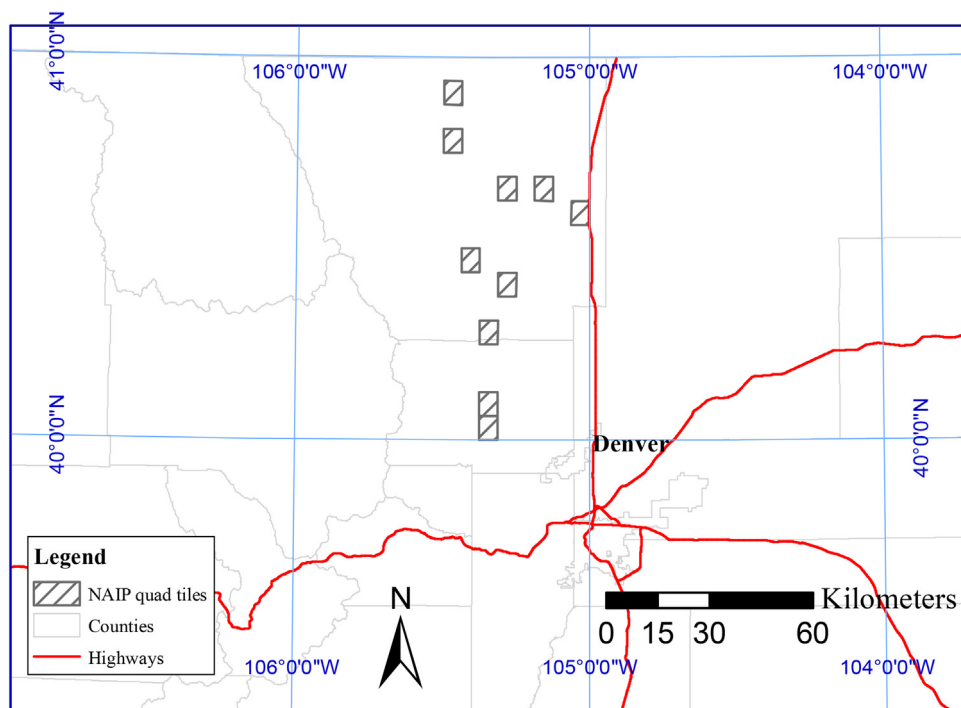 41°0'0"N
106°0'0"W
105°0'0"W
104°0'0"W
40°0'0"N
40°0'0"N
Denver
Legend
NAIP quad tiles
Counties
Highways
N
Kilometers
0 15 30 60
106°0'0"W
105°0'0"W
104°0'0"W